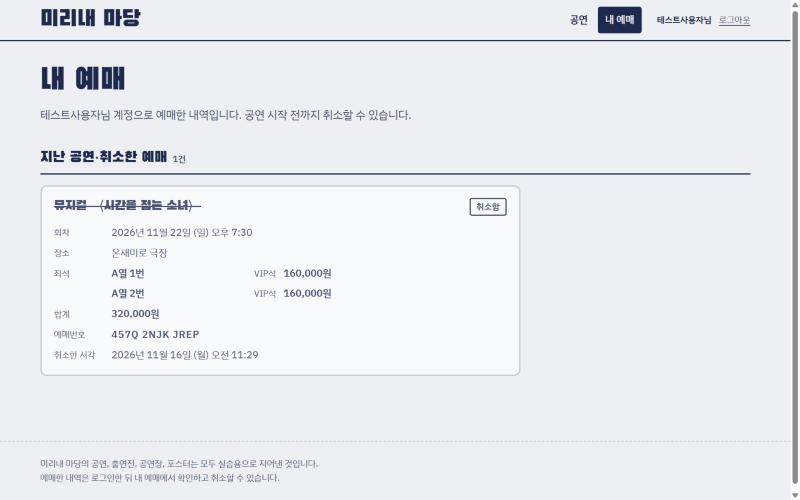 미리내 마당
공연 내 예매 테스트사용자님 로그아웃
내 예매
테스트사용자님 계정으로 예매한 내역입니다. 공연 시작 전까지 취소할 수 있습니다.
지난 공연·취소한 예매 1건
뮤지컬 〈시간을 접는 소녀〉 취소함
회차 2026년 11월 22일 (일) 오후 7:30
장소 온새미로 극장
좌석 A열 1번 VIP석 160,000원
A열 2번 VIP석 160,000원
합계 320,000원
예매번호 457Q 2NJK JREP
취소한 시각 2026년 11월 16일 (월) 오전 11:29
미리내 마당의 공연, 출연진, 공연장, 포스터는 모두 실습용으로 지어낸 것입니다.
예매한 내역은 로그인한 뒤 내 예매에서 확인하고 취소할 수 있습니다.